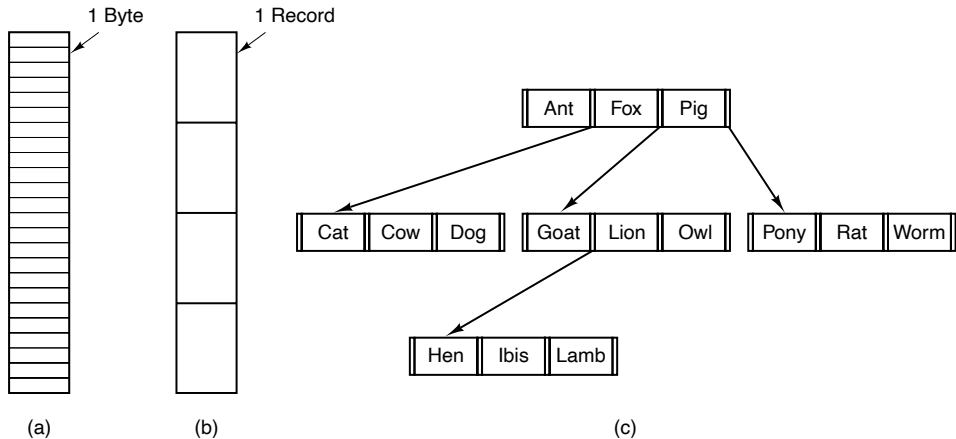 1 Byte
1 Record
Ant Fox Pig
Cat Cow Dog
Goat Lion Owl
Pony Rat Worm
Hen Ibis Lamb
(a)
(b)
(c)